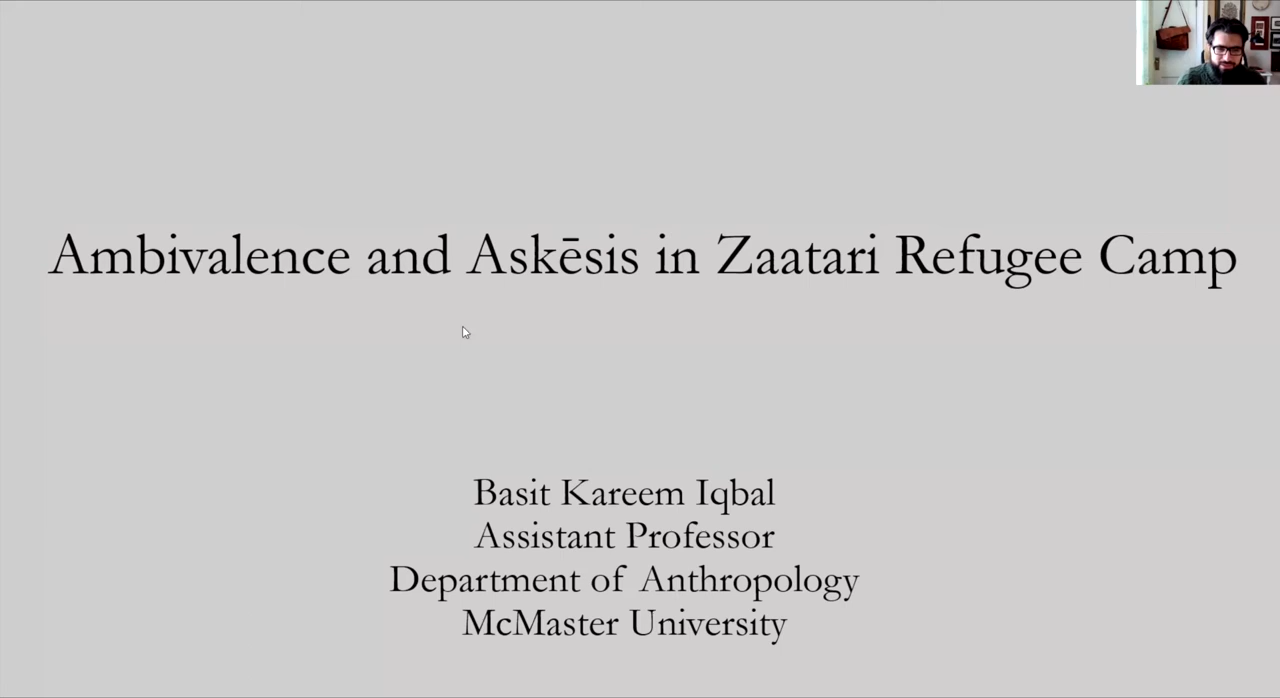 Ambivalence and Askēsis in Zaatari Refugee Camp
Basit Kareem Iqbal
Assistant Professor
Department of Anthropology
McMaster University